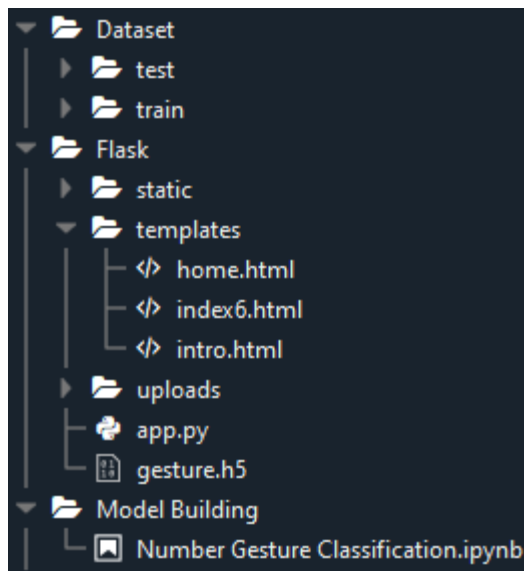 Dataset
test
train
Flask
static
templates
home.html
index6.html
intro.html
uploads
app.py
gesture.h5
Model Building
Number Gesture Classification.ipynb